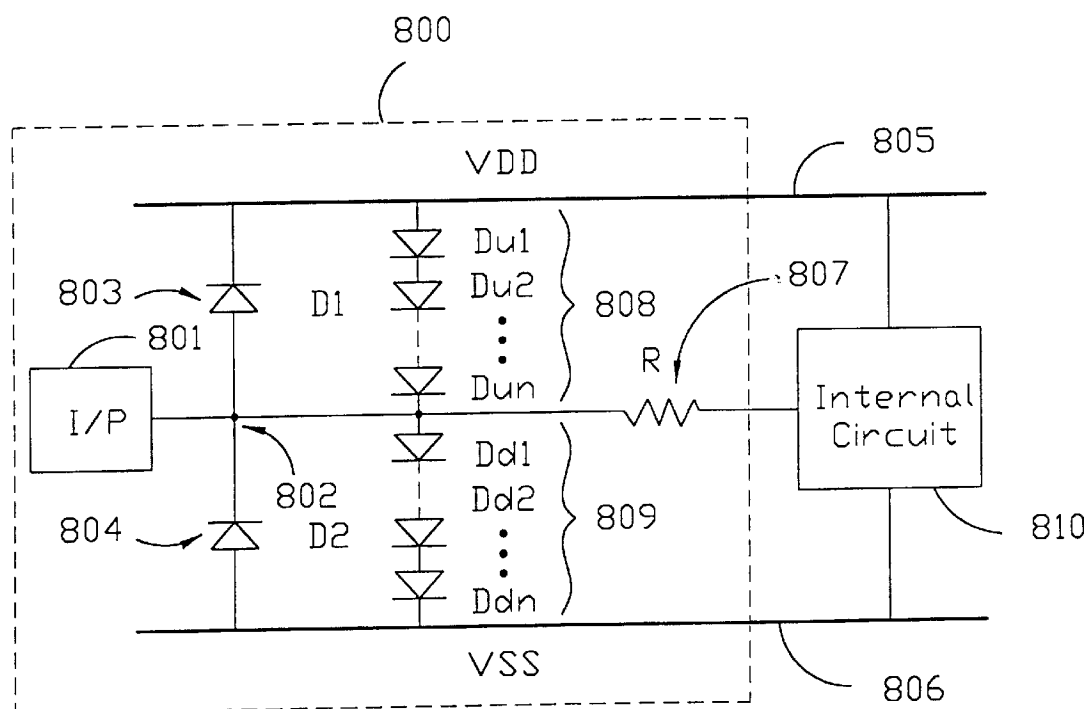 800
VDD
805
803
D1
Du1
Du2
Dun
808
807
801
I/P
R
Internal
Circuit
802
804
D2
Dd1
Dd2
Ddn
809
810
VSS
806